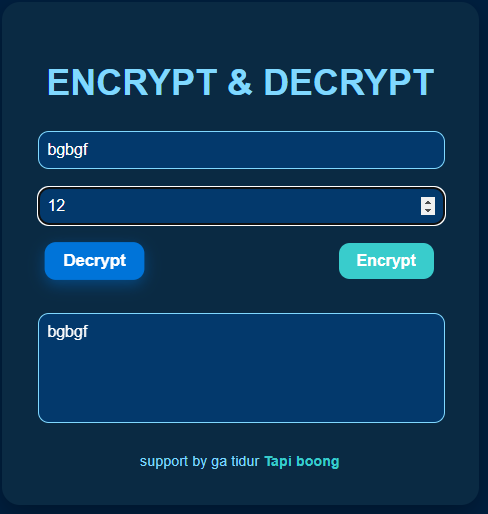 ENCRYPT & DECRYPT
bgbgf
12
Decrypt Encrypt
bgbgf
support by ga tidur Tapi boong